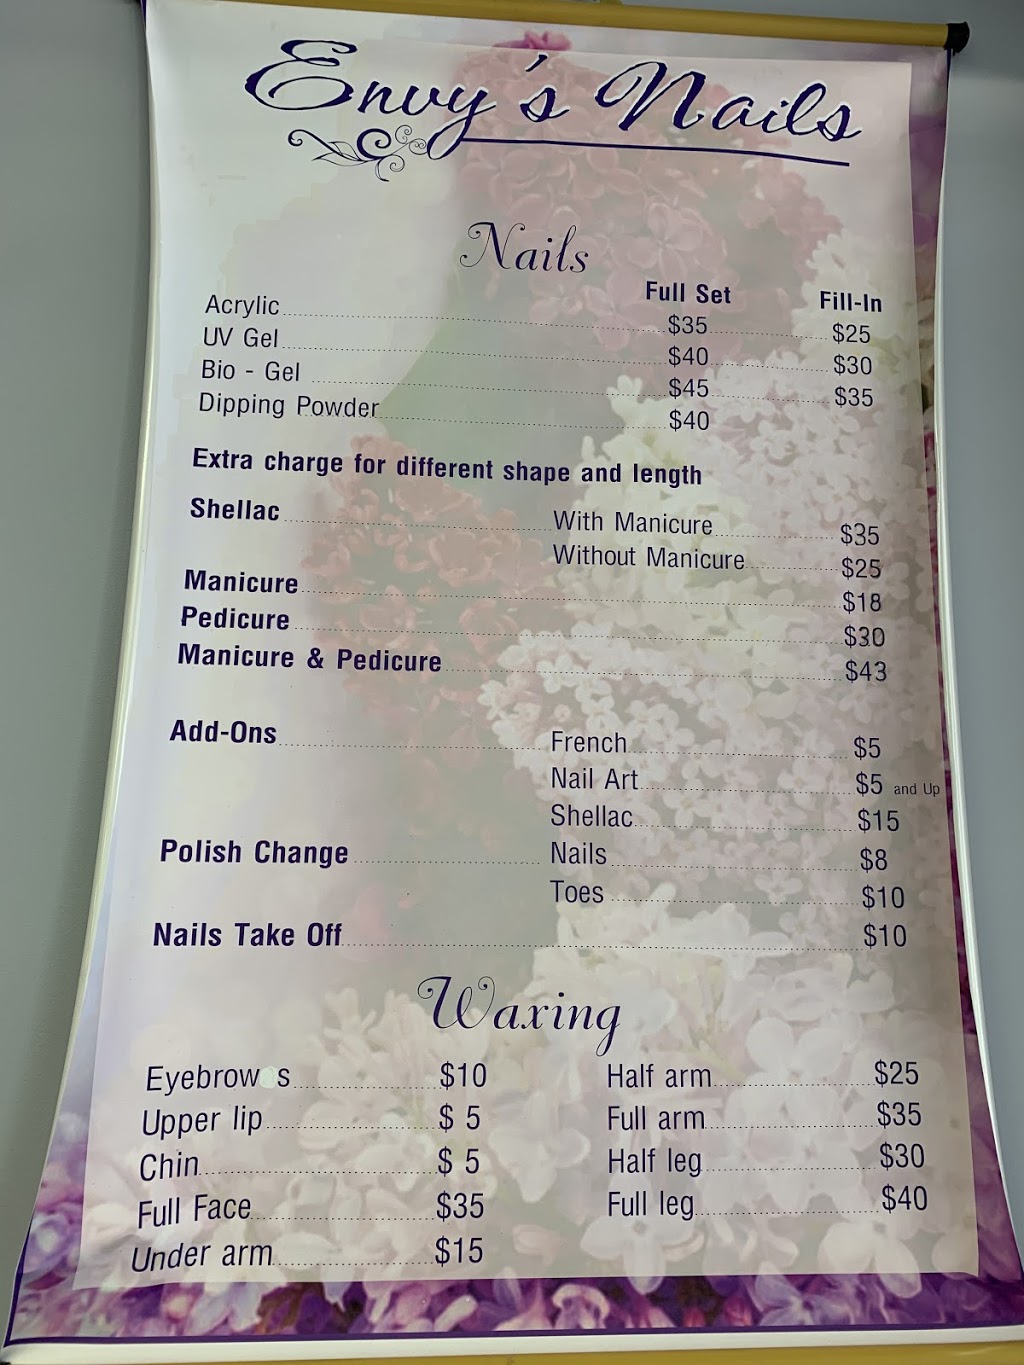 Envy's Nails
Nails
Full Set Fill-In
Acrylic $35 $25
UV Gel $40 $30
Bio - Gel $45 $35
Dipping Powder $40
Extra charge for different shape and length
Shellac With Manicure $35
Without Manicure $25
Manicure $18
Pedicure $30
Manicure & Pedicure $43
Add-Ons French $5
Nail Art $5 and Up
Shellac $15
Polish Change Nails $8
Toes $10
Nails Take Off $10
Waxing
Eyebrow s $10 Half arm $25
Upper lip $ 5 Full arm $35
Chin $ 5 Half leg $30
Full Face $35 Full leg $40
Under arm $15